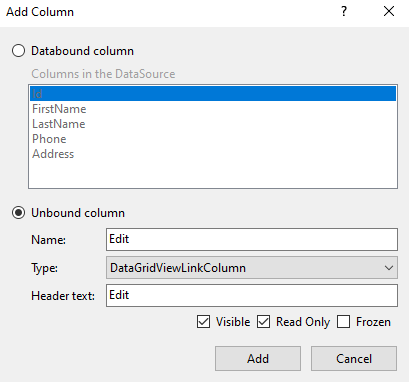 Add Column
?
Databound column
Columns in the DataSource
Id
FirstName
LastName
Phone
Address
Unbound column
Name: Edit
Type: DataGridViewLinkColumn
Header text: Edit
Visible Read Only Frozen
Add Cancel